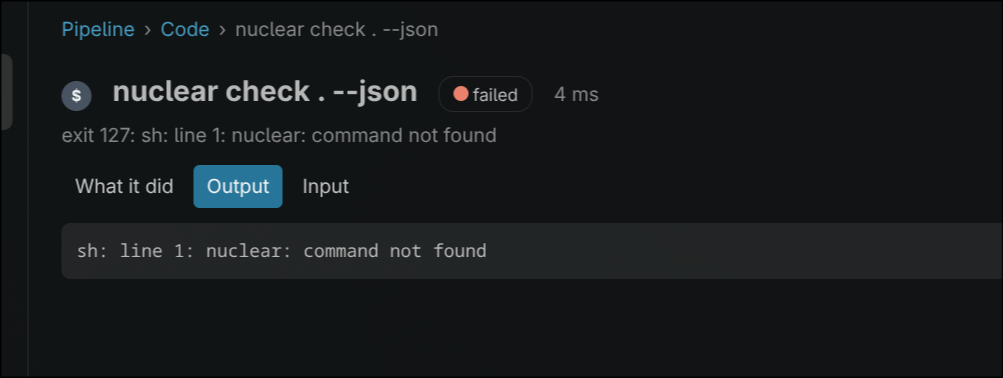 Pipeline › Code › nuclear check . --json
$ nuclear check . --json failed 4 ms
exit 127: sh: line 1: nuclear: command not found
What it did Output Input
sh: line 1: nuclear: command not found